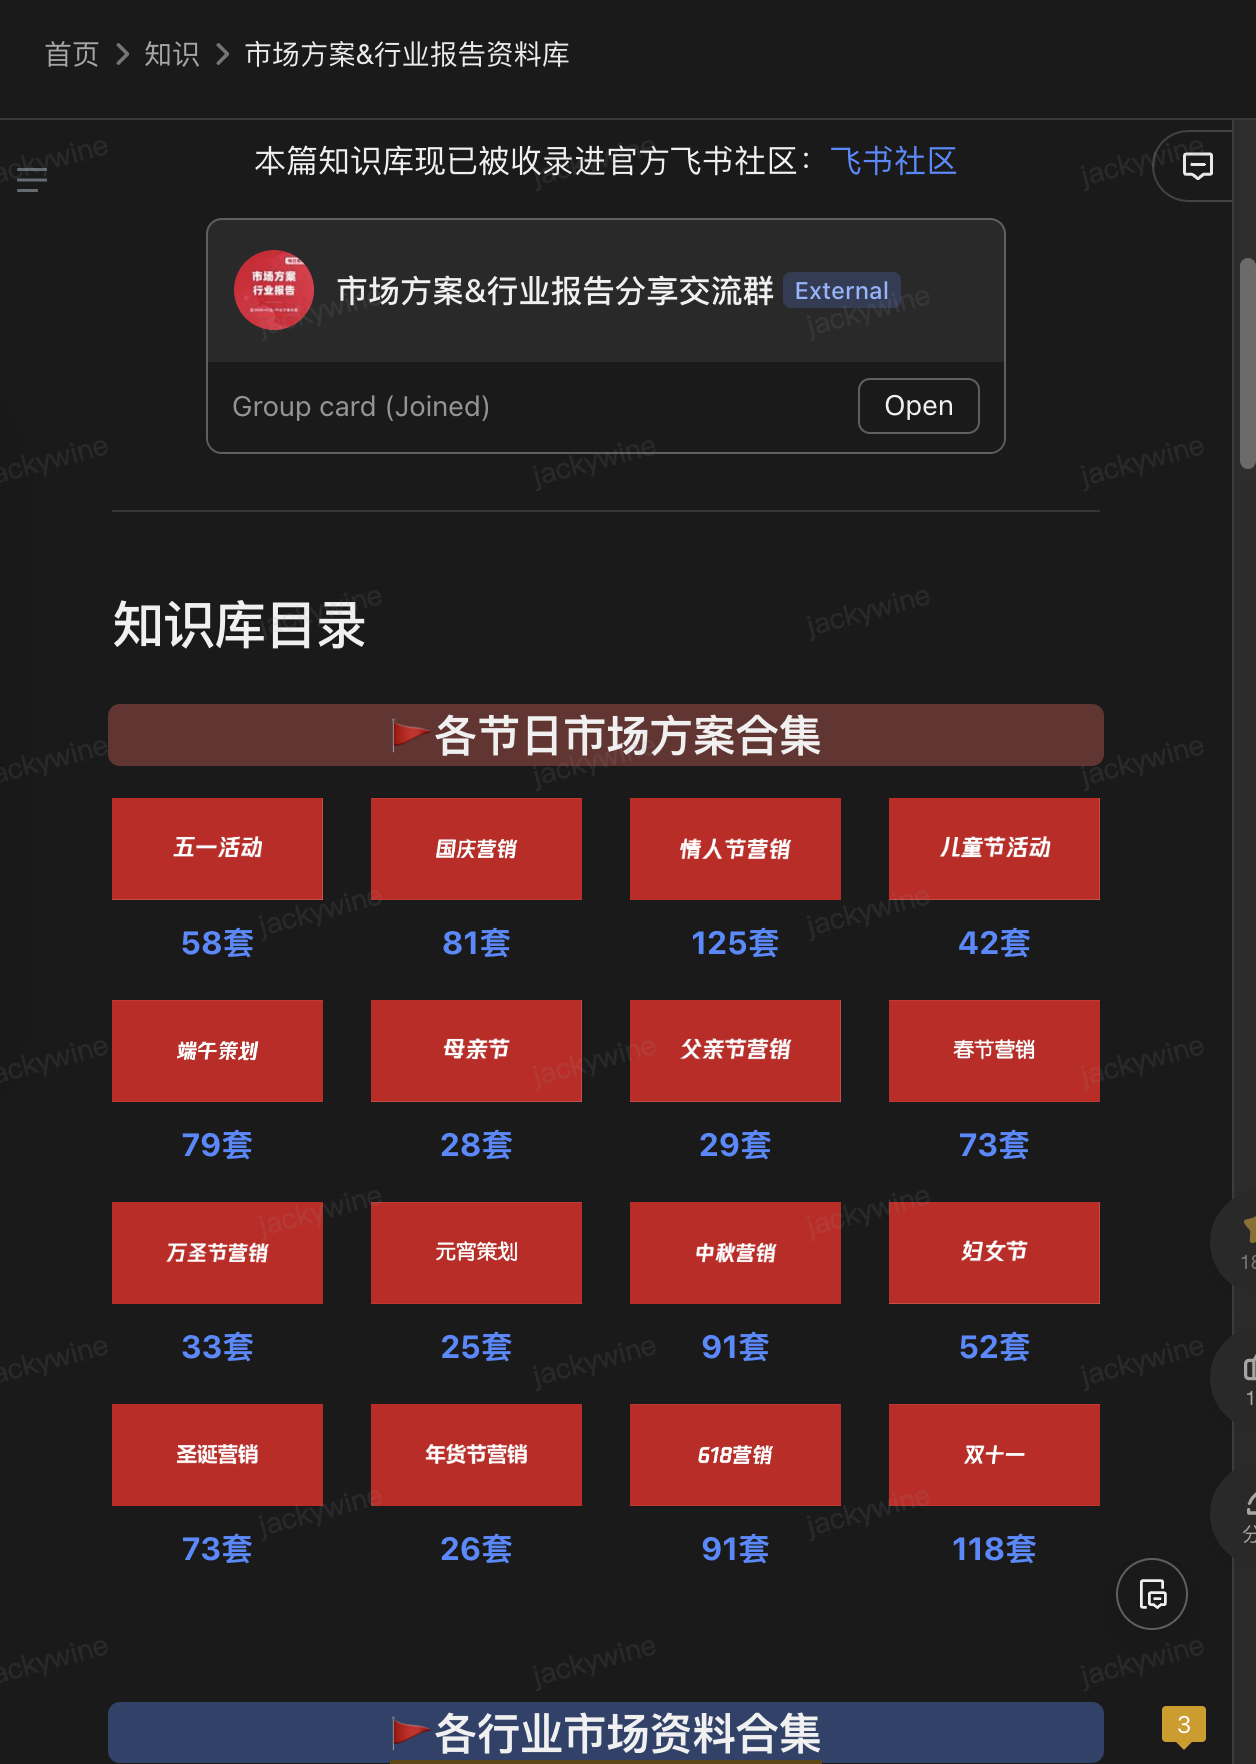 首页 > 知识 > 市场方案&行业报告资料库
本篇知识库现已被收录进官方飞书社区：飞书社区
市场方案
行业报告
市场方案&行业报告分享交流群 External
Group card (Joined)
Open
知识库目录
🚩各节日市场方案合集
五一活动 国庆营销 情人节营销 儿童节活动
58套 81套 125套 42套
端午策划 母亲节 父亲节营销 春节营销
79套 28套 29套 73套
万圣节营销 元宵策划 中秋营销 妇女节
33套 25套 91套 52套
圣诞营销 年货节营销 618营销 双十一
73套 26套 91套 118套
🚩各行业市场资料合集
3
jackywine